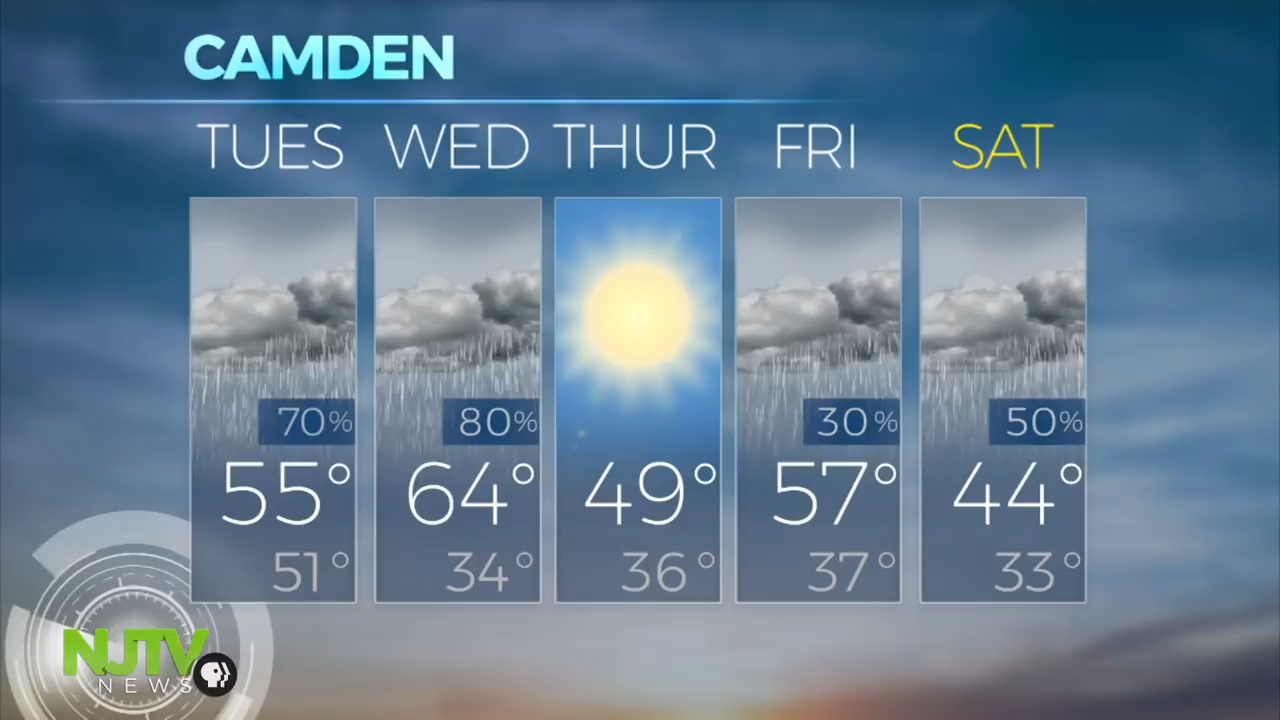 CAMDEN
TUES WED THUR FRI SAT
70% 80% 30% 50%
55° 64° 49° 57° 44°
51° 34° 36° 37° 33°
NJTV
NEWS